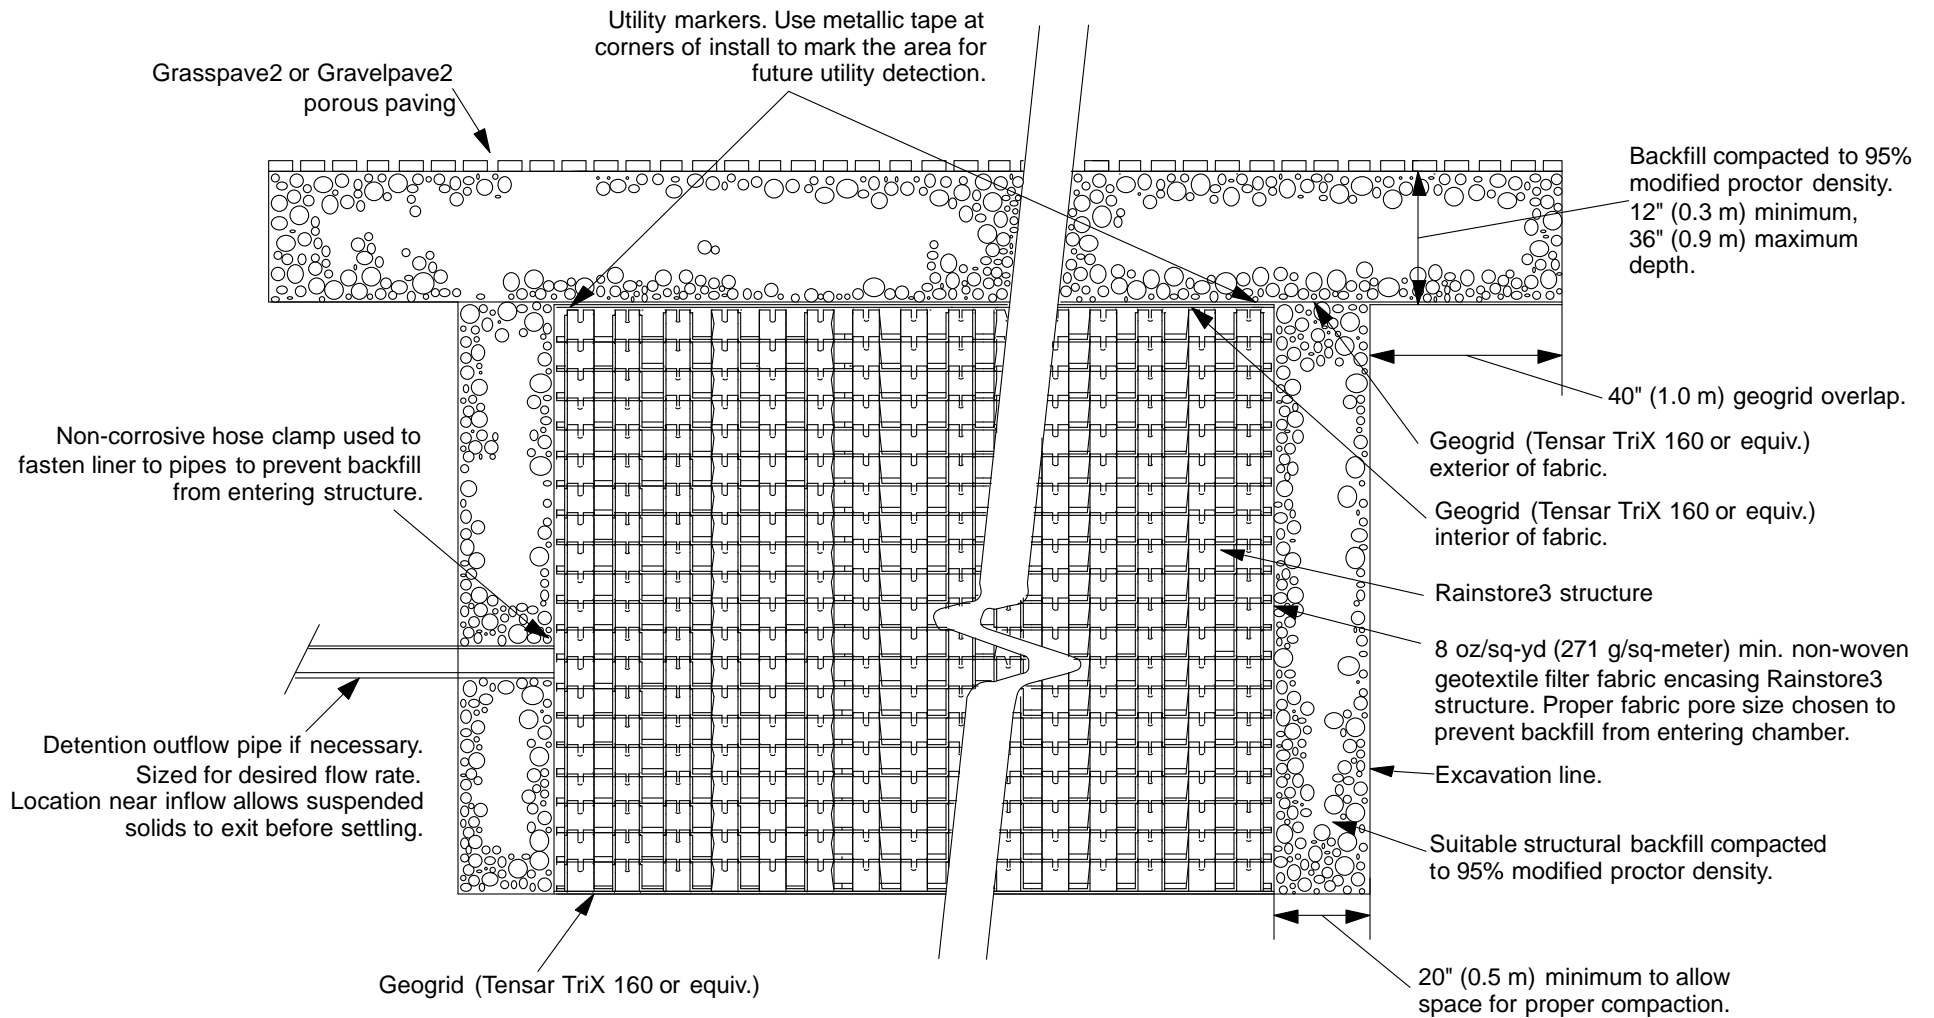 Utility markers. Use metallic tape at
corners of install to mark the area for
future utility detection.
Grasspave2 or Gravelpave2
porous paving
Backfill compacted to 95%
modified proctor density.
12" (0.3 m) minimum,
36" (0.9 m) maximum
depth.
40" (1.0 m) geogrid overlap.
Geogrid (Tensar TriX 160 or equiv.)
exterior of fabric.
Geogrid (Tensar TriX 160 or equiv.)
interior of fabric.
Rainstore3 structure
8 oz/sq-yd (271 g/sq-meter) min. non-woven
geotextile filter fabric encasing Rainstore3
structure. Proper fabric pore size chosen to
prevent backfill from entering chamber.
Excavation line.
Suitable structural backfill compacted
to 95% modified proctor density.
20" (0.5 m) minimum to allow
space for proper compaction.
Non-corrosive hose clamp used to
fasten liner to pipes to prevent backfill
from entering structure.
Detention outflow pipe if necessary.
Sized for desired flow rate.
Location near inflow allows suspended
solids to exit before settling.
Geogrid (Tensar TriX 160 or equiv.)